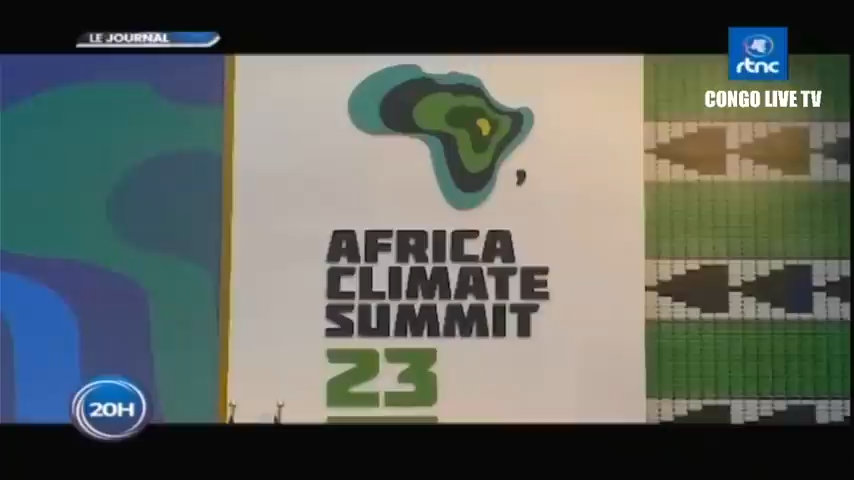 LE JOURNAL
rtnc
CONGO LIVE TV
AFRICA
CLIMATE
SUMMIT
23
20H